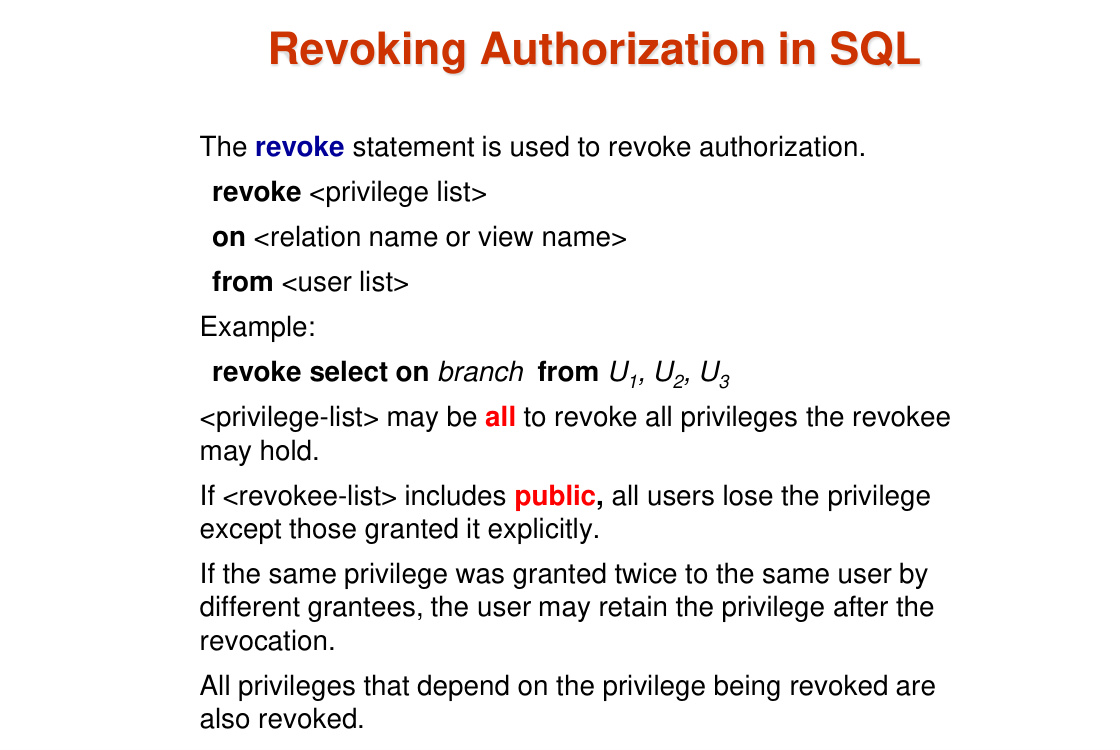 Revoking Authorization in SQL
The revoke statement is used to revoke authorization.
revoke <privilege list>
on <relation name or view name>
from <user list>
Example:
revoke select on branch from U1, U2, U3
<privilege-list> may be all to revoke all privileges the revokee
may hold.
If <revokee-list> includes public, all users lose the privilege
except those granted it explicitly.
If the same privilege was granted twice to the same user by
different grantees, the user may retain the privilege after the
revocation.
All privileges that depend on the privilege being revoked are
also revoked.